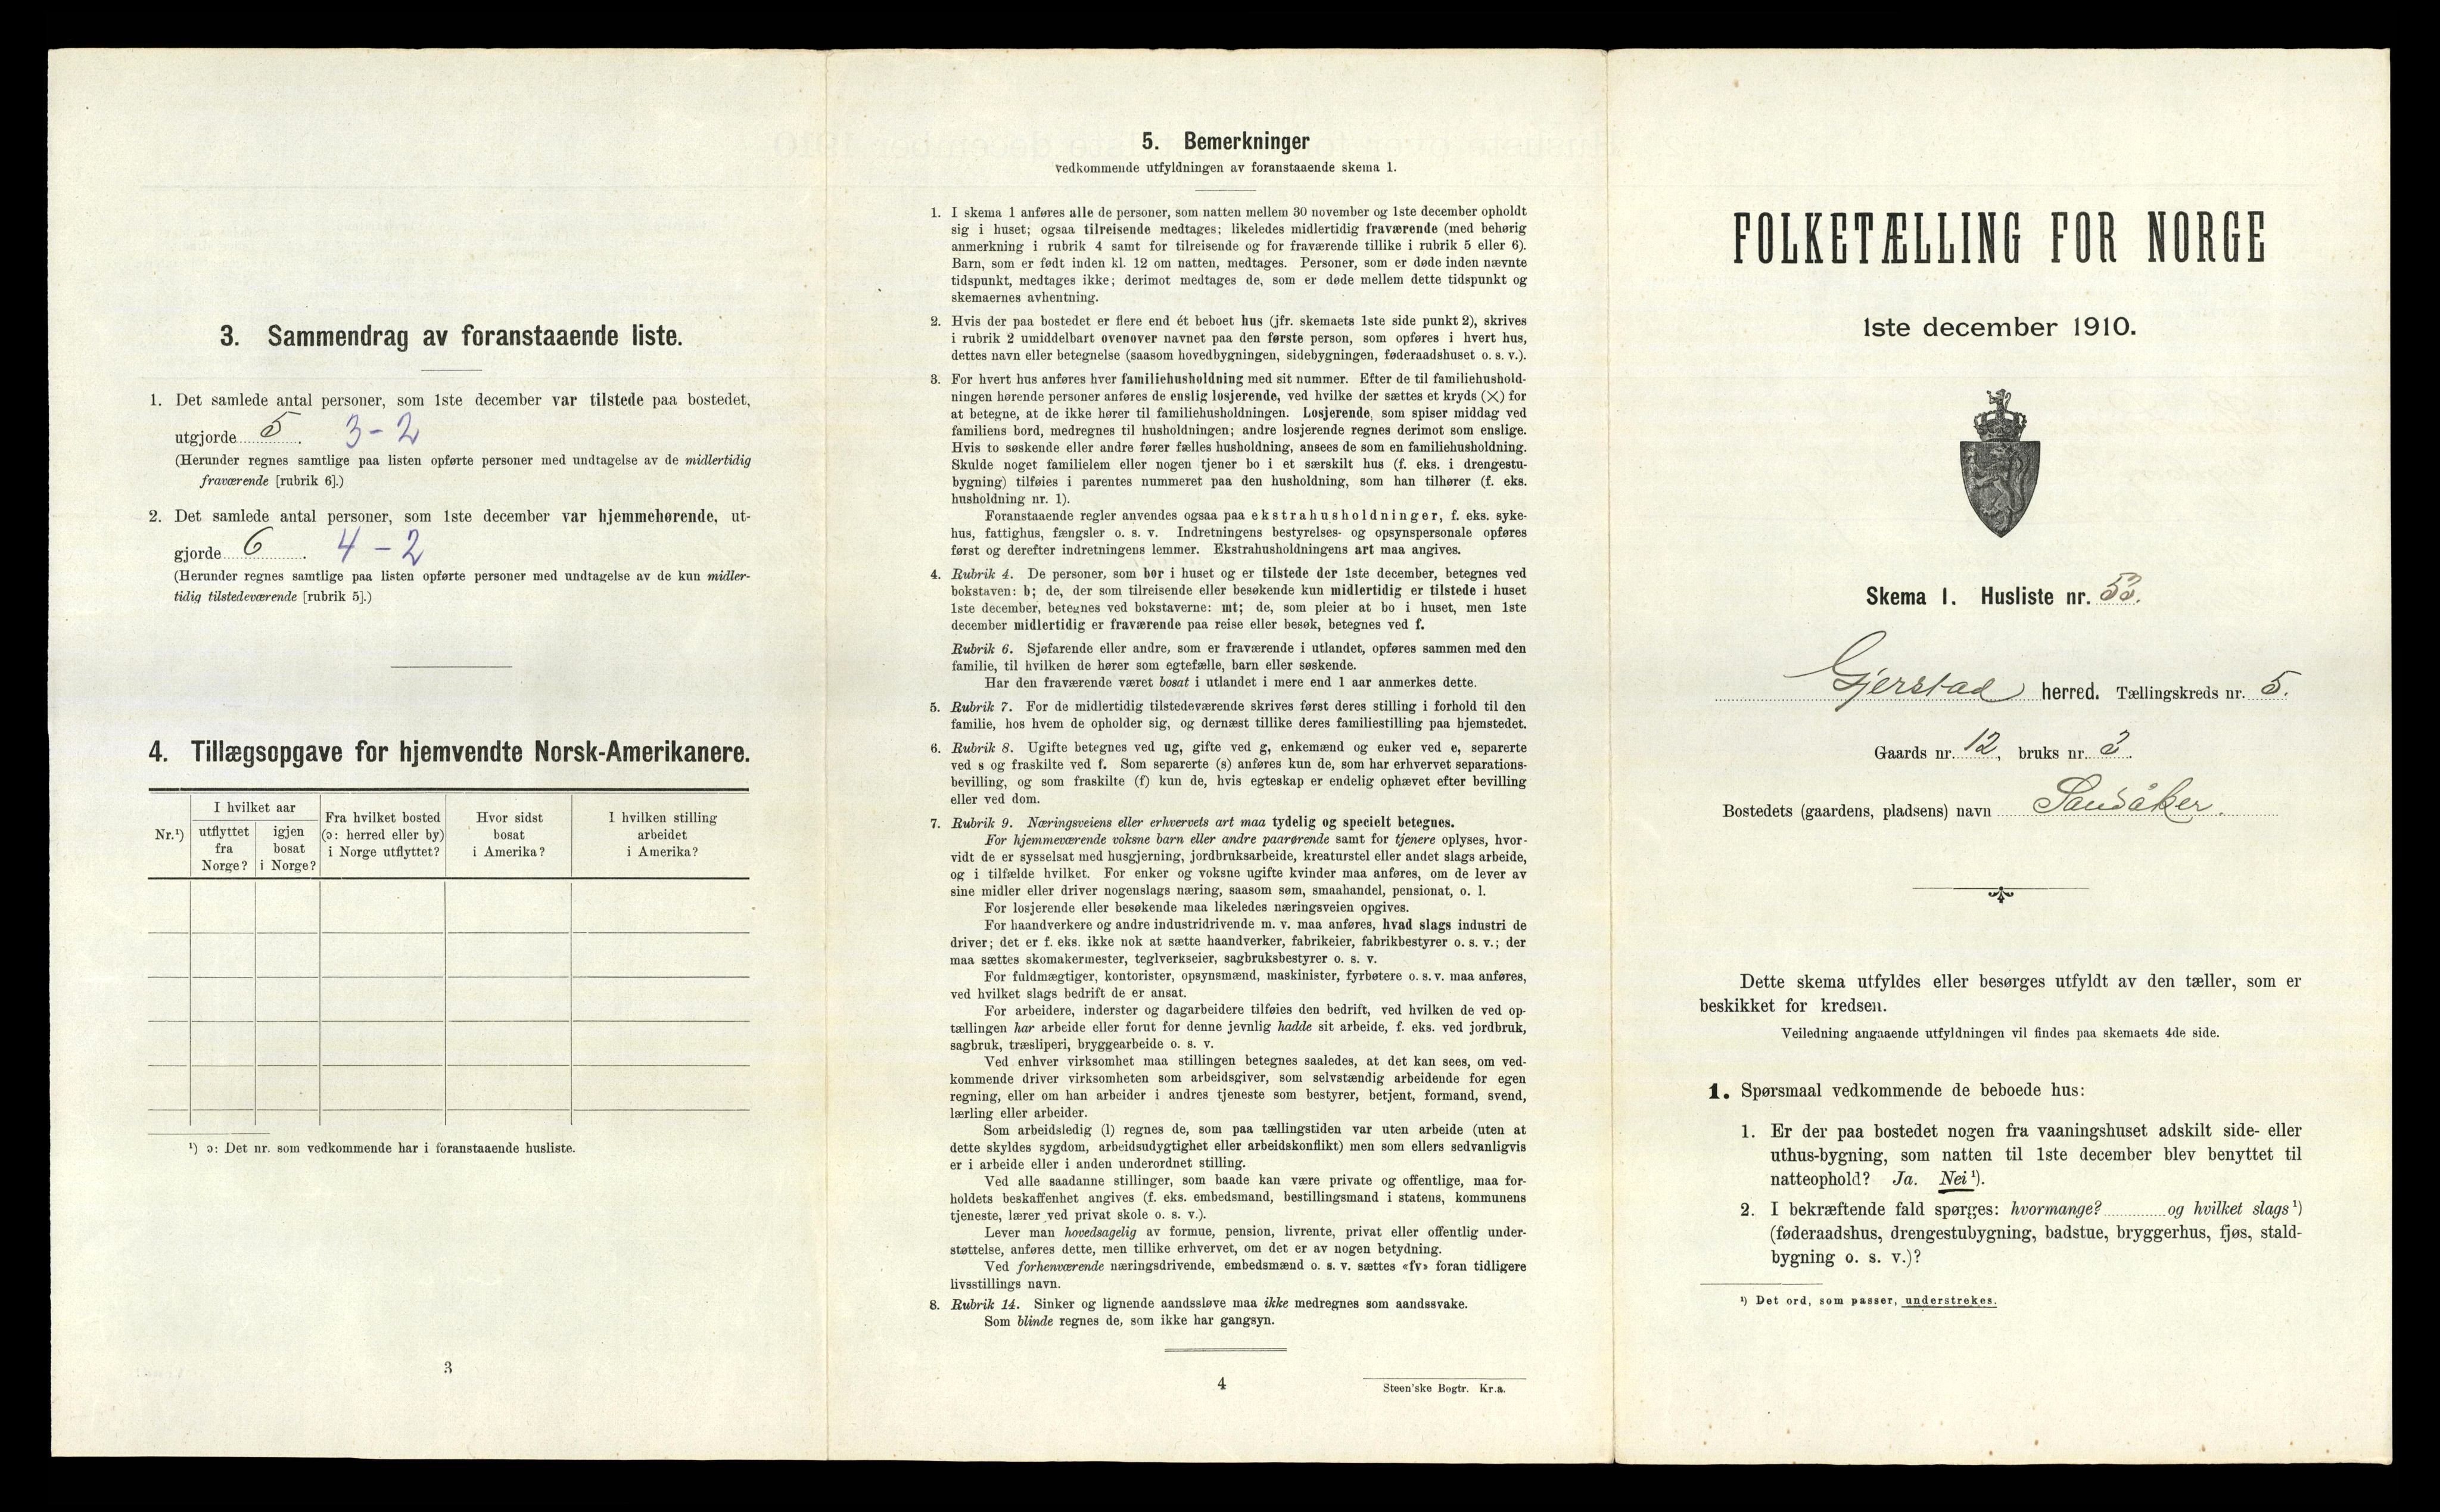 3. Sammendrag av foranstaaende liste.
1. Det samlede antal personer, som 1ste december var tilstede paa bostedet,
utgjorde 5. 3 - 2
(Herunder regnes samtlige paa listen opførte personer med undtagelse av de midlertidig
fraværende [rubrik 6].)
2. Det samlede antal personer, som 1ste december var hjemmehørende, ut-
gjorde 6. 4 - 2
(Herunder regnes samtlige paa listen opførte personer med undtagelse av de kun midler-
tidig tilstedeværende [rubrik 5].)
4. Tillægsopgave for hjemvendte Norsk-Amerikanere.
Nr.¹)
I hvilket aar
utflyttet fra Norge?
igjen bosat i Norge?
Fra hvilket bosted (ɔ: herred eller by) i Norge utflyttet?
Hvor sidst bosat i Amerika?
I hvilken stilling arbeidet i Amerika?
¹) ɔ: Det nr. som vedkommende har i foranstaaende husliste.
3
5. Bemerkninger
vedkommende utfyldningen av foranstaaende skema 1.
1. I skema 1 anføres alle de personer, som natten mellem 30 november og 1ste december opholdt
sig i huset; ogsaa tilreisende medtages; likeledes midlertidig fraværende (med behørig
anmerkning i rubrik 4 samt for tilreisende og for fraværende tillike i rubrik 5 eller 6).
Barn, som er født inden kl. 12 om natten, medtages. Personer, som er døde inden nævnte
tidspunkt, medtages ikke; derimot medtages de, som er døde mellem dette tidspunkt og
skemaernes avhentning.
2. Hvis der paa bostedet er flere end ét beboet hus (jfr. skemaets 1ste side punkt 2), skrives
i rubrik 2 umiddelbart ovenover navnet paa den første person, som opføres i hvert hus,
dettes navn eller betegnelse (saasom hovedbygningen, sidebygningen, føderaadshuset o. s. v.).
3. For hvert hus anføres hver familiehusholdning med sit nummer. Efter de til familiehushold-
ningen hørende personer anføres de enslig losjerende, ved hvilke der sættes et kryds (×) for
at betegne, at de ikke hører til familiehusholdningen. Losjerende, som spiser middag ved
familiens bord, medregnes til husholdningen; andre losjerende regnes derimot som enslige.
Hvis to søskende eller andre fører fælles husholdning, ansees de som en familiehusholdning.
Skulde noget familielem eller nogen tjener bo i et særskilt hus (f. eks. i drengestu-
bygning) tilføies i parentes nummeret paa den husholdning, som han tilhører (f. eks.
husholdning nr. 1).
Foranstaaende regler anvendes ogsaa paa ekstrahusholdninger, f. eks. syke-
hus, fattighus, fængsler o. s. v. Indretningens bestyrelses- og opsynspersonale opføres
først og derefter indretningens lemmer. Ekstrahusholdningens art maa angives.
4. Rubrik 4. De personer, som bor i huset og er tilstede der 1ste december, betegnes ved
bokstaven: b; de, der som tilreisende eller besøkende kun midlertidig er tilstede i huset
1ste december, betegnes ved bokstaverne: mt; de, som pleier at bo i huset, men 1ste
december midlertidig er fraværende paa reise eller besøk, betegnes ved f.
Rubrik 6. Sjøfarende eller andre, som er fraværende i utlandet, opføres sammen med den
familie, til hvilken de hører som egtefælle, barn eller søskende.
Har den fraværende været bosat i utlandet i mere end 1 aar anmerkes dette.
5. Rubrik 7. For de midlertidig tilstedeværende skrives først deres stilling i forhold til den
familie, hos hvem de opholder sig, og dernæst tillike deres familiestilling paa hjemstedet.
6. Rubrik 8. Ugifte betegnes ved ug, gifte ved g, enkemænd og enker ved e, separerte
ved s og fraskilte ved f. Som separerte (s) anføres kun de, som har erhvervet separations-
bevilling, og som fraskilte (f) kun de, hvis egteskap er endelig ophævet efter bevilling
eller ved dom.
7. Rubrik 9. Næringsveiens eller erhvervets art maa tydelig og specielt betegnes.
For hjemmeværende voksne barn eller andre paarørende samt for tjenere oplyses, hvor-
vidt de er sysselsat med husgjerning, jordbruksarbeide, kreaturstel eller andet slags arbeide,
og i tilfælde hvilket. For enker og voksne ugifte kvinder maa anføres, om de lever av
sine midler eller driver nogenslags næring, saasom søm, smaahandel, pensionat, o. l.
For losjerende eller besøkende maa likeledes næringsveien opgives.
For haandverkere og andre industridrivende m. v. maa anføres, hvad slags industri de
driver; det er f. eks. ikke nok at sætte haandverker, fabrikeier, fabrikbestyrer o. s. v.; der
maa sættes skomakermester, teglverkseier, sagbruksbestyrer o. s. v.
For fuldmægtiger, kontorister, opsynsmænd, maskinister, fyrbøtere o. s. v. maa anføres,
ved hvilket slags bedrift de er ansat.
For arbeidere, inderster og dagarbeidere tilføies den bedrift, ved hvilken de ved op-
tællingen har arbeide eller forut for denne jevnlig hadde sit arbeide, f. eks. ved jordbruk,
sagbruk, træsliperi, bryggearbeide o. s. v.
Ved enhver virksomhet maa stillingen betegnes saaledes, at det kan sees, om ved-
kommende driver virksomheten som arbeidsgiver, som selvstændig arbeidende for egen
regning, eller om han arbeider i andres tjeneste som bestyrer, betjent, formand, svend,
lærling eller arbeider.
Som arbeidsledig (l) regnes de, som paa tællingstiden var uten arbeide (uten at
dette skyldes sygdom, arbeidsudygtighet eller arbeidskonflikt) men som ellers sedvanligvis
er i arbeide eller i anden underordnet stilling.
Ved alle saadanne stillinger, som baade kan være private og offentlige, maa for-
holdets beskaffenhet angives (f. eks. embedsmand, bestillingsmand i statens, kommunens
tjeneste, lærer ved privat skole o. s. v.).
Lever man hovedsagelig av formue, pension, livrente, privat eller offentlig under-
støttelse, anføres dette, men tillike erhvervet, om det er av nogen betydning.
Ved forhenværende næringsdrivende, embedsmænd o. s. v. sættes «fv» foran tidligere
livsstillings navn.
8. Rubrik 14. Sinker og lignende aandssløve maa ikke medregnes som aandssvake.
Som blinde regnes de, som ikke har gangsyn.
4
Steen'ske Bogtr. Kr.a.
FOLKETÆLLING FOR NORGE
1ste december 1910.
Skema 1. Husliste nr. 53.
Gjerstad herred. Tællingskreds nr. 5.
Gaards nr. 12, bruks nr. 3.
Bostedets (gaardens, pladsens) navn Sandåker.
Dette skema utfyldes eller besørges utfyldt av den tæller, som er
beskikket for kredsen.
Veiledning angaaende utfyldningen vil findes paa skemaets 4de side.
1. Spørsmaal vedkommende de beboede hus:
1. Er der paa bostedet nogen fra vaaningshuset adskilt side- eller
uthus-bygning, som natten til 1ste december blev benyttet til
natteophold? Ja. Nei ¹).
2. I bekræftende fald spørges: hvormange? og hvilket slags ¹)
(føderaadshus, drengestubygning, badstue, bryggerhus, fjøs, stald-
bygning o. s. v.)?
¹) Det ord, som passer, understrekes.